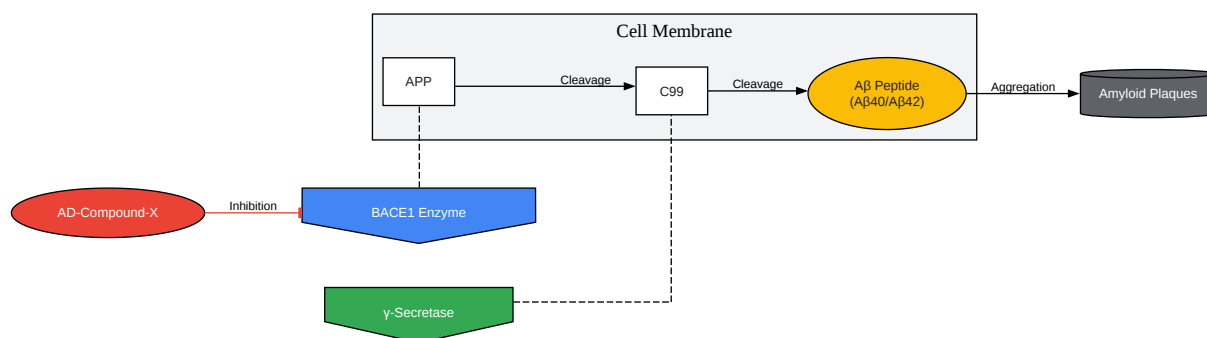 Cell Membrane
APP
Cleavage
C99
Cleavage
Aβ Peptide
(Aβ40/Aβ42)
Aggregation
Amyloid Plaques
AD-Compound-X
Inhibition
BACE1 Enzyme
γ-Secretase